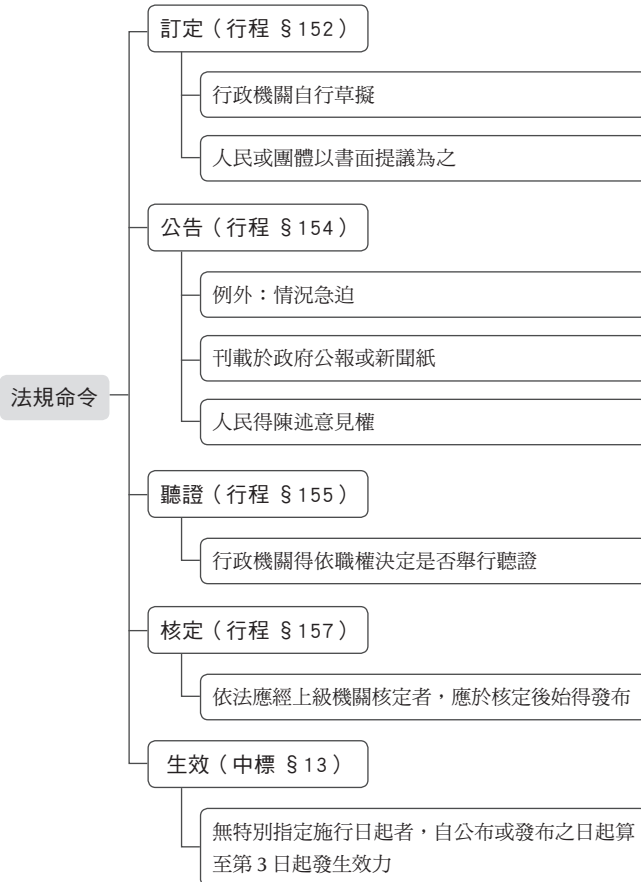 法規命令
訂定（行程 §152）
行政機關自行草擬
人民或團體以書面提議為之
公告（行程 §154）
例外：情況急迫
刊載於政府公報或新聞紙
人民得陳述意見權
聽證（行程 §155）
行政機關得依職權決定是否舉行聽證
核定（行程 §157）
依法應經上級機關核定者，應於核定後始得發布
生效（中標 §13）
無特別指定施行日起者，自公布或發布之日起算
至第 3 日起發生效力